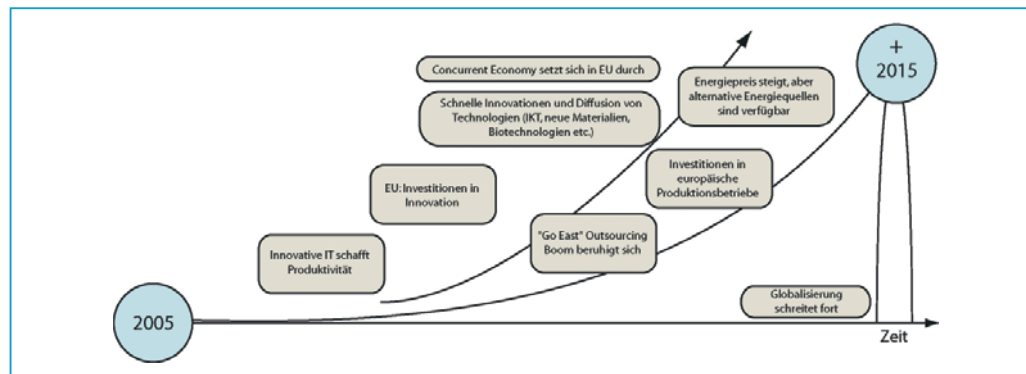 +
2015
Concurrent Economy setzt sich in EU durch
Energiepreis steigt, aber
alternative Energiequellen
sind verfügbar
Schnelle Innovationen und Diffusion von
Technologien (IKT, neue Materialien,
Biotechnologien etc.)
EU: Investitionen in
Innovation
Investitionen in
europäische
Produktionsbetriebe
Innovative IT schafft
Produktivität
"Go East" Outsourcing
Boom beruhigt sich
Globalisierung
schreitet fort
2005
Zeit